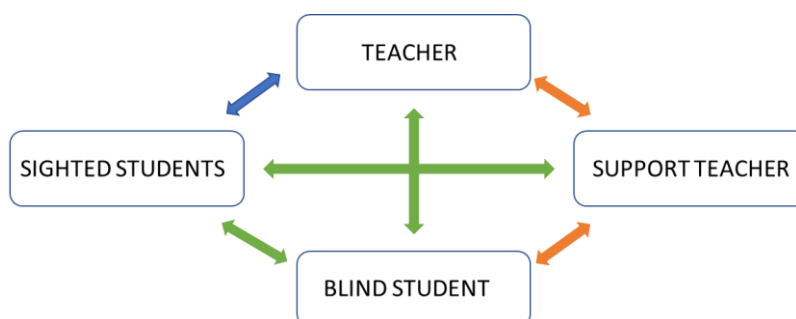 TEACHER
SIGHTED STUDENTS
SUPPORT TEACHER
BLIND STUDENT